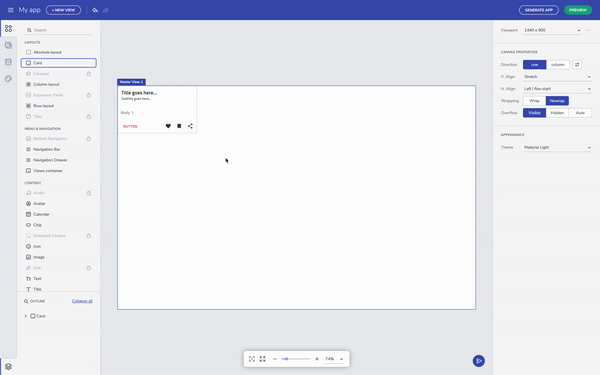 My app
+ NEW VIEW
GENERATE APP
PREVIEW
Search
LAYOUTS
Absolute layout
Card
Carousel
Column layout
Expansion Panel
Row layout
Tabs
MENU & NAVIGATION
Bottom Navigation
Navigation Bar
Navigation Drawer
Views container
CONTENT
Audio
Avatar
Calendar
Chip
Embedded Content
Icon
Image
Link
Text
Title
OUTLINE
Collapse all
Card
Master View 1
Title goes here...
Subtitle goes here...
Body 1
BUTTON
74%
Viewport
1440 x 900
CANVAS PROPERTIES
Direction
row
column
V. Align
Stretch
H. Align
Left / flex-start
Wrapping
Wrap
Nowrap
Overflow
Visible
Hidden
Auto
APPEARANCE
Theme
Material Light